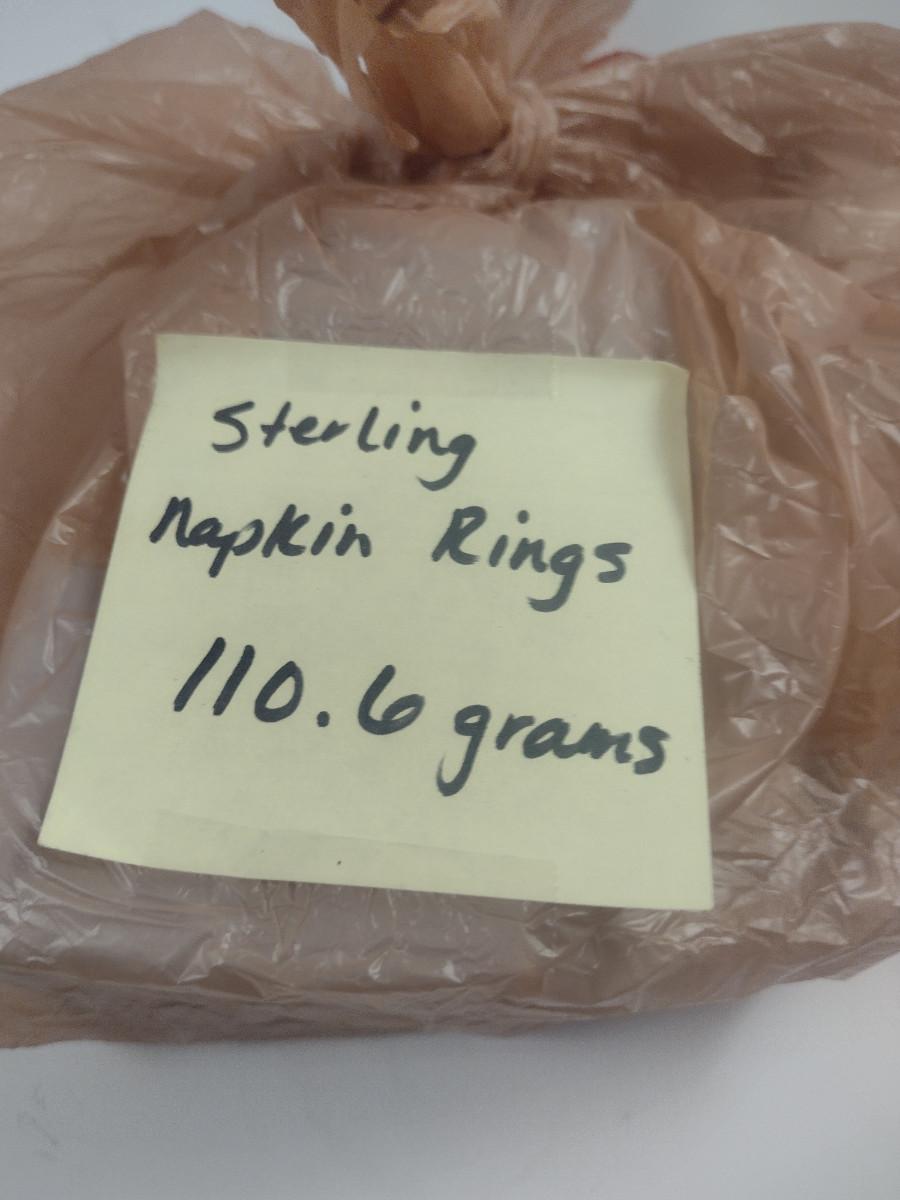 Sterling
Napkin Rings
110.6 grams